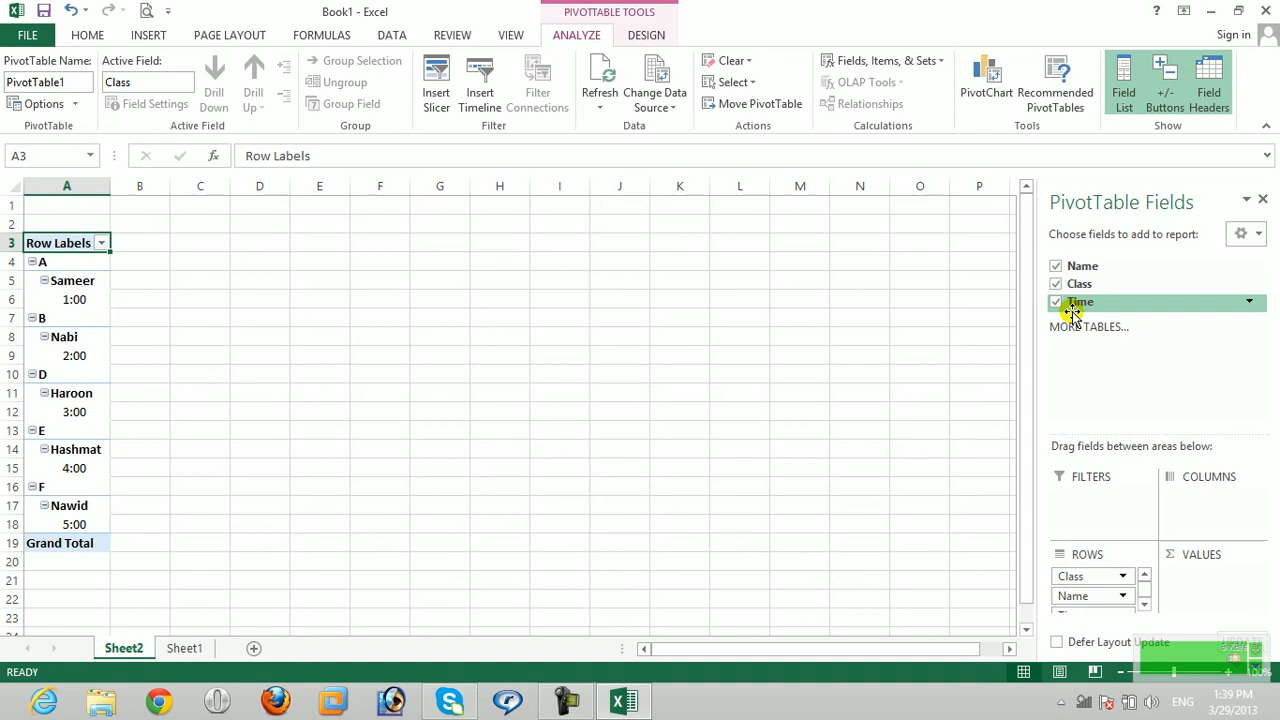 Book1 - Excel
PIVOTTABLE TOOLS
?
FILE
HOME
INSERT
PAGE LAYOUT
FORMULAS
DATA
REVIEW
VIEW
ANALYZE
DESIGN
Sign in
PivotTable Name:
PivotTable1
Options
PivotTable
Active Field:
Class
Field Settings
Drill Down
Drill Up
Active Field
Group Selection
Ungroup
Group Field
Group
Insert Slicer
Insert Timeline
Filter Connections
Filter
Refresh
Change Data Source
Data
Clear
Select
Move PivotTable
Actions
Fields, Items, & Sets
OLAP Tools
Relationships
Calculations
PivotChart
Recommended PivotTables
Tools
Field List
+/- Buttons
Field Headers
Show
A3
fx
Row Labels
A B C D E F G H I J K L M N O P
1
2
3 Row Labels
4 A
5 Sameer
6 1:00
7 B
8 Nabi
9 2:00
10 D
11 Haroon
12 3:00
13 E
14 Hashmat
15 4:00
16 F
17 Nawid
18 5:00
19 Grand Total
20
21
22
23
PivotTable Fields
Choose fields to add to report:
Name
Class
Time
MORE TABLES...
Drag fields between areas below:
FILTERS
COLUMNS
ROWS
VALUES
Class
Name
Defer Layout Update
Sheet2
Sheet1
READY
100%
ENG
1:39 PM
3/29/2013